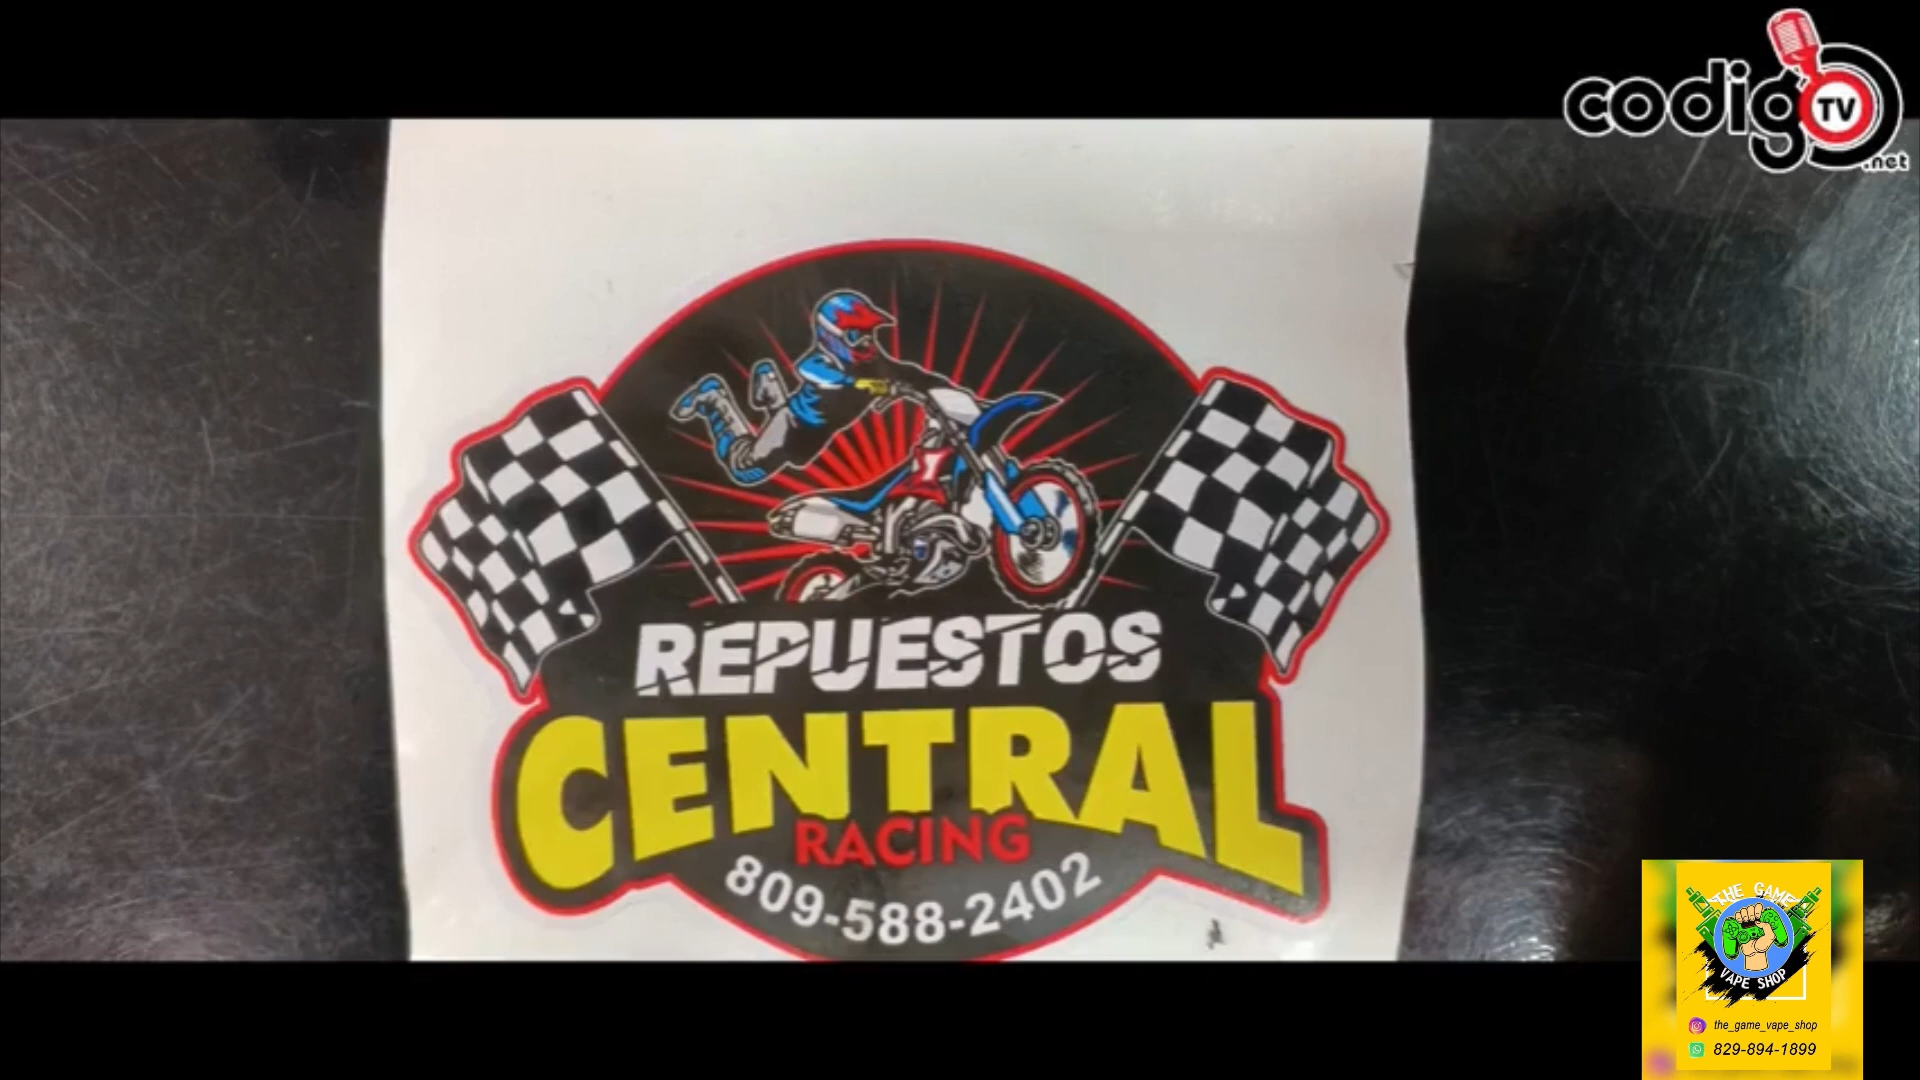 codigo TV
.net
REPUESTOS
CENTRAL
RACING
809-588-2402
THE GAME
VAPE SHOP
the_game_vape_shop
829-894-1899